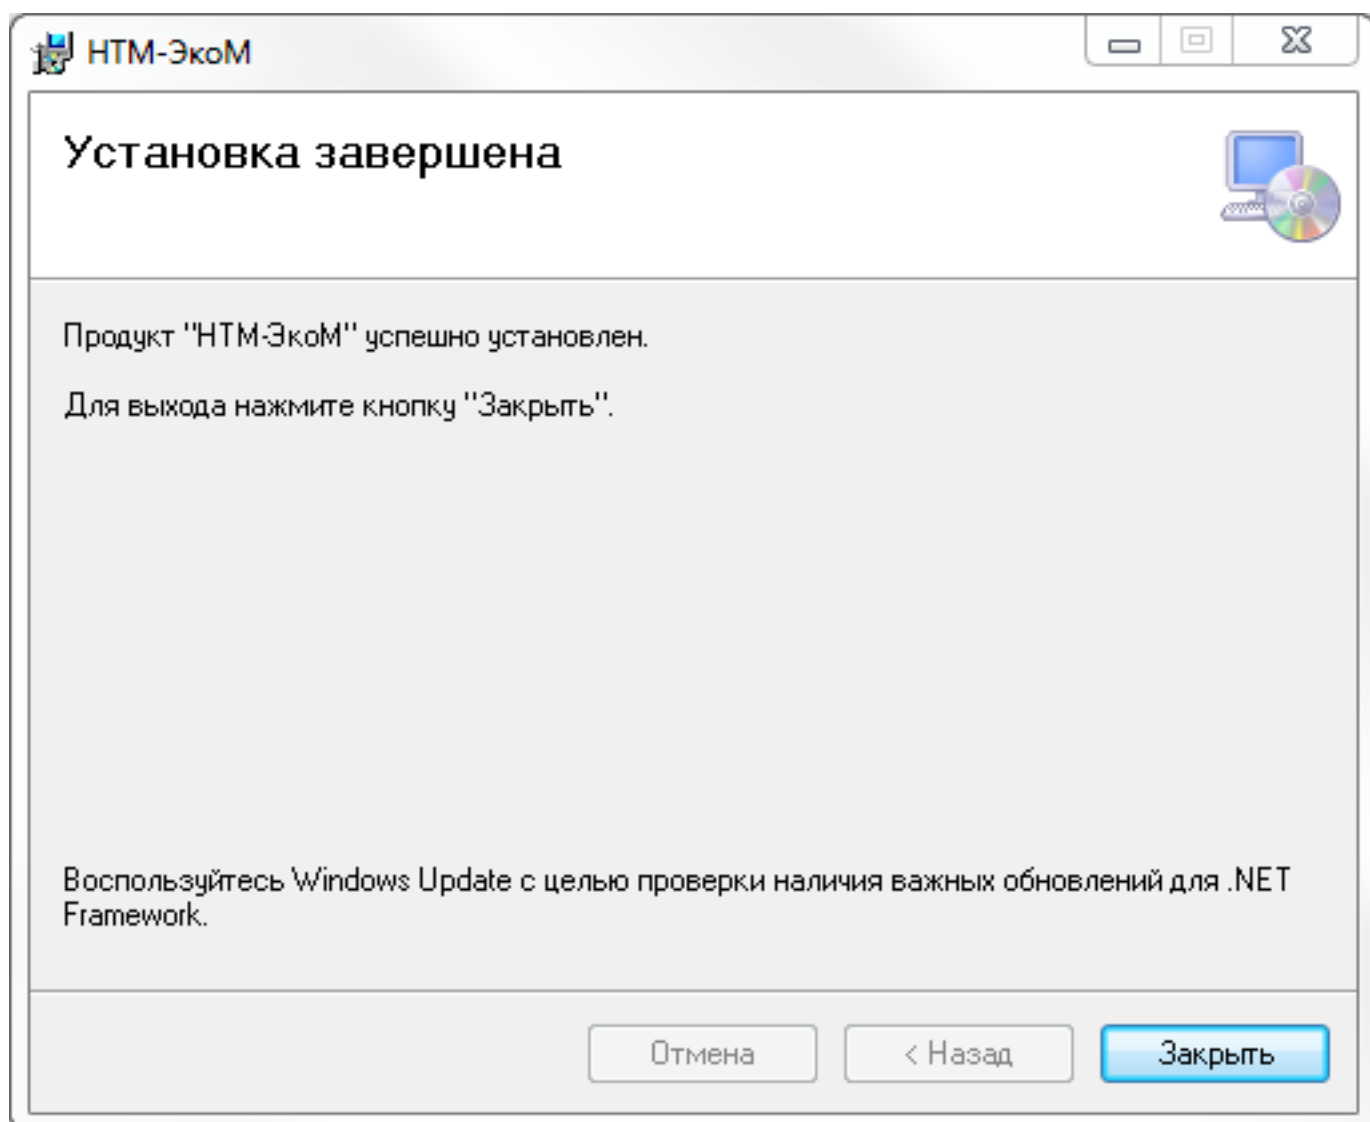 НТМ-ЭкоМ
Установка завершена
Продукт "НТМ-ЭкоМ" успешно установлен.
Для выхода нажмите кнопку "Закрыть".
Воспользуйтесь Windows Update с целью проверки наличия важных обновлений для .NET
Framework.
Отмена
< Назад
Закрыть